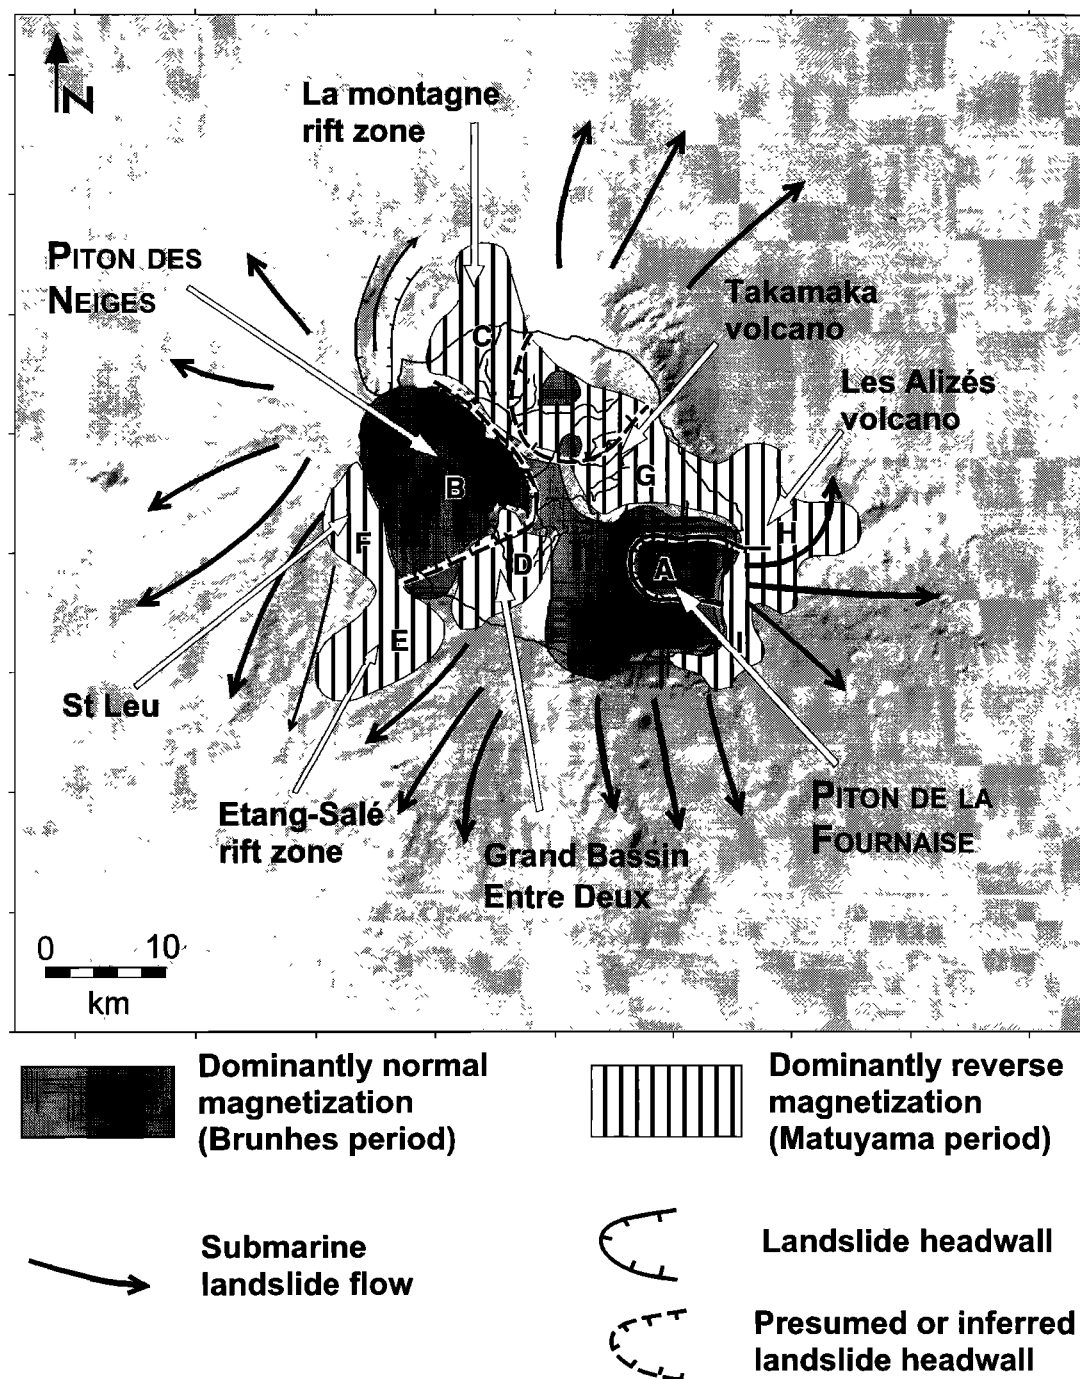 N
La montagne
rift zone
PITON DES
NEIGES
Takamaka
volcano
Les Alizés
volcano
C
B
G
F
D
A
H
E
I
St Leu
Etang-Salé
rift zone
Grand Bassin
Entre Deux
PITON DE LA
FOURNAISE
0 10
km
Dominantly normal
magnetization
(Brunhes period)
Dominantly reverse
magnetization
(Matuyama period)
Submarine
landslide flow
Landslide headwall
Presumed or inferred
landslide headwall